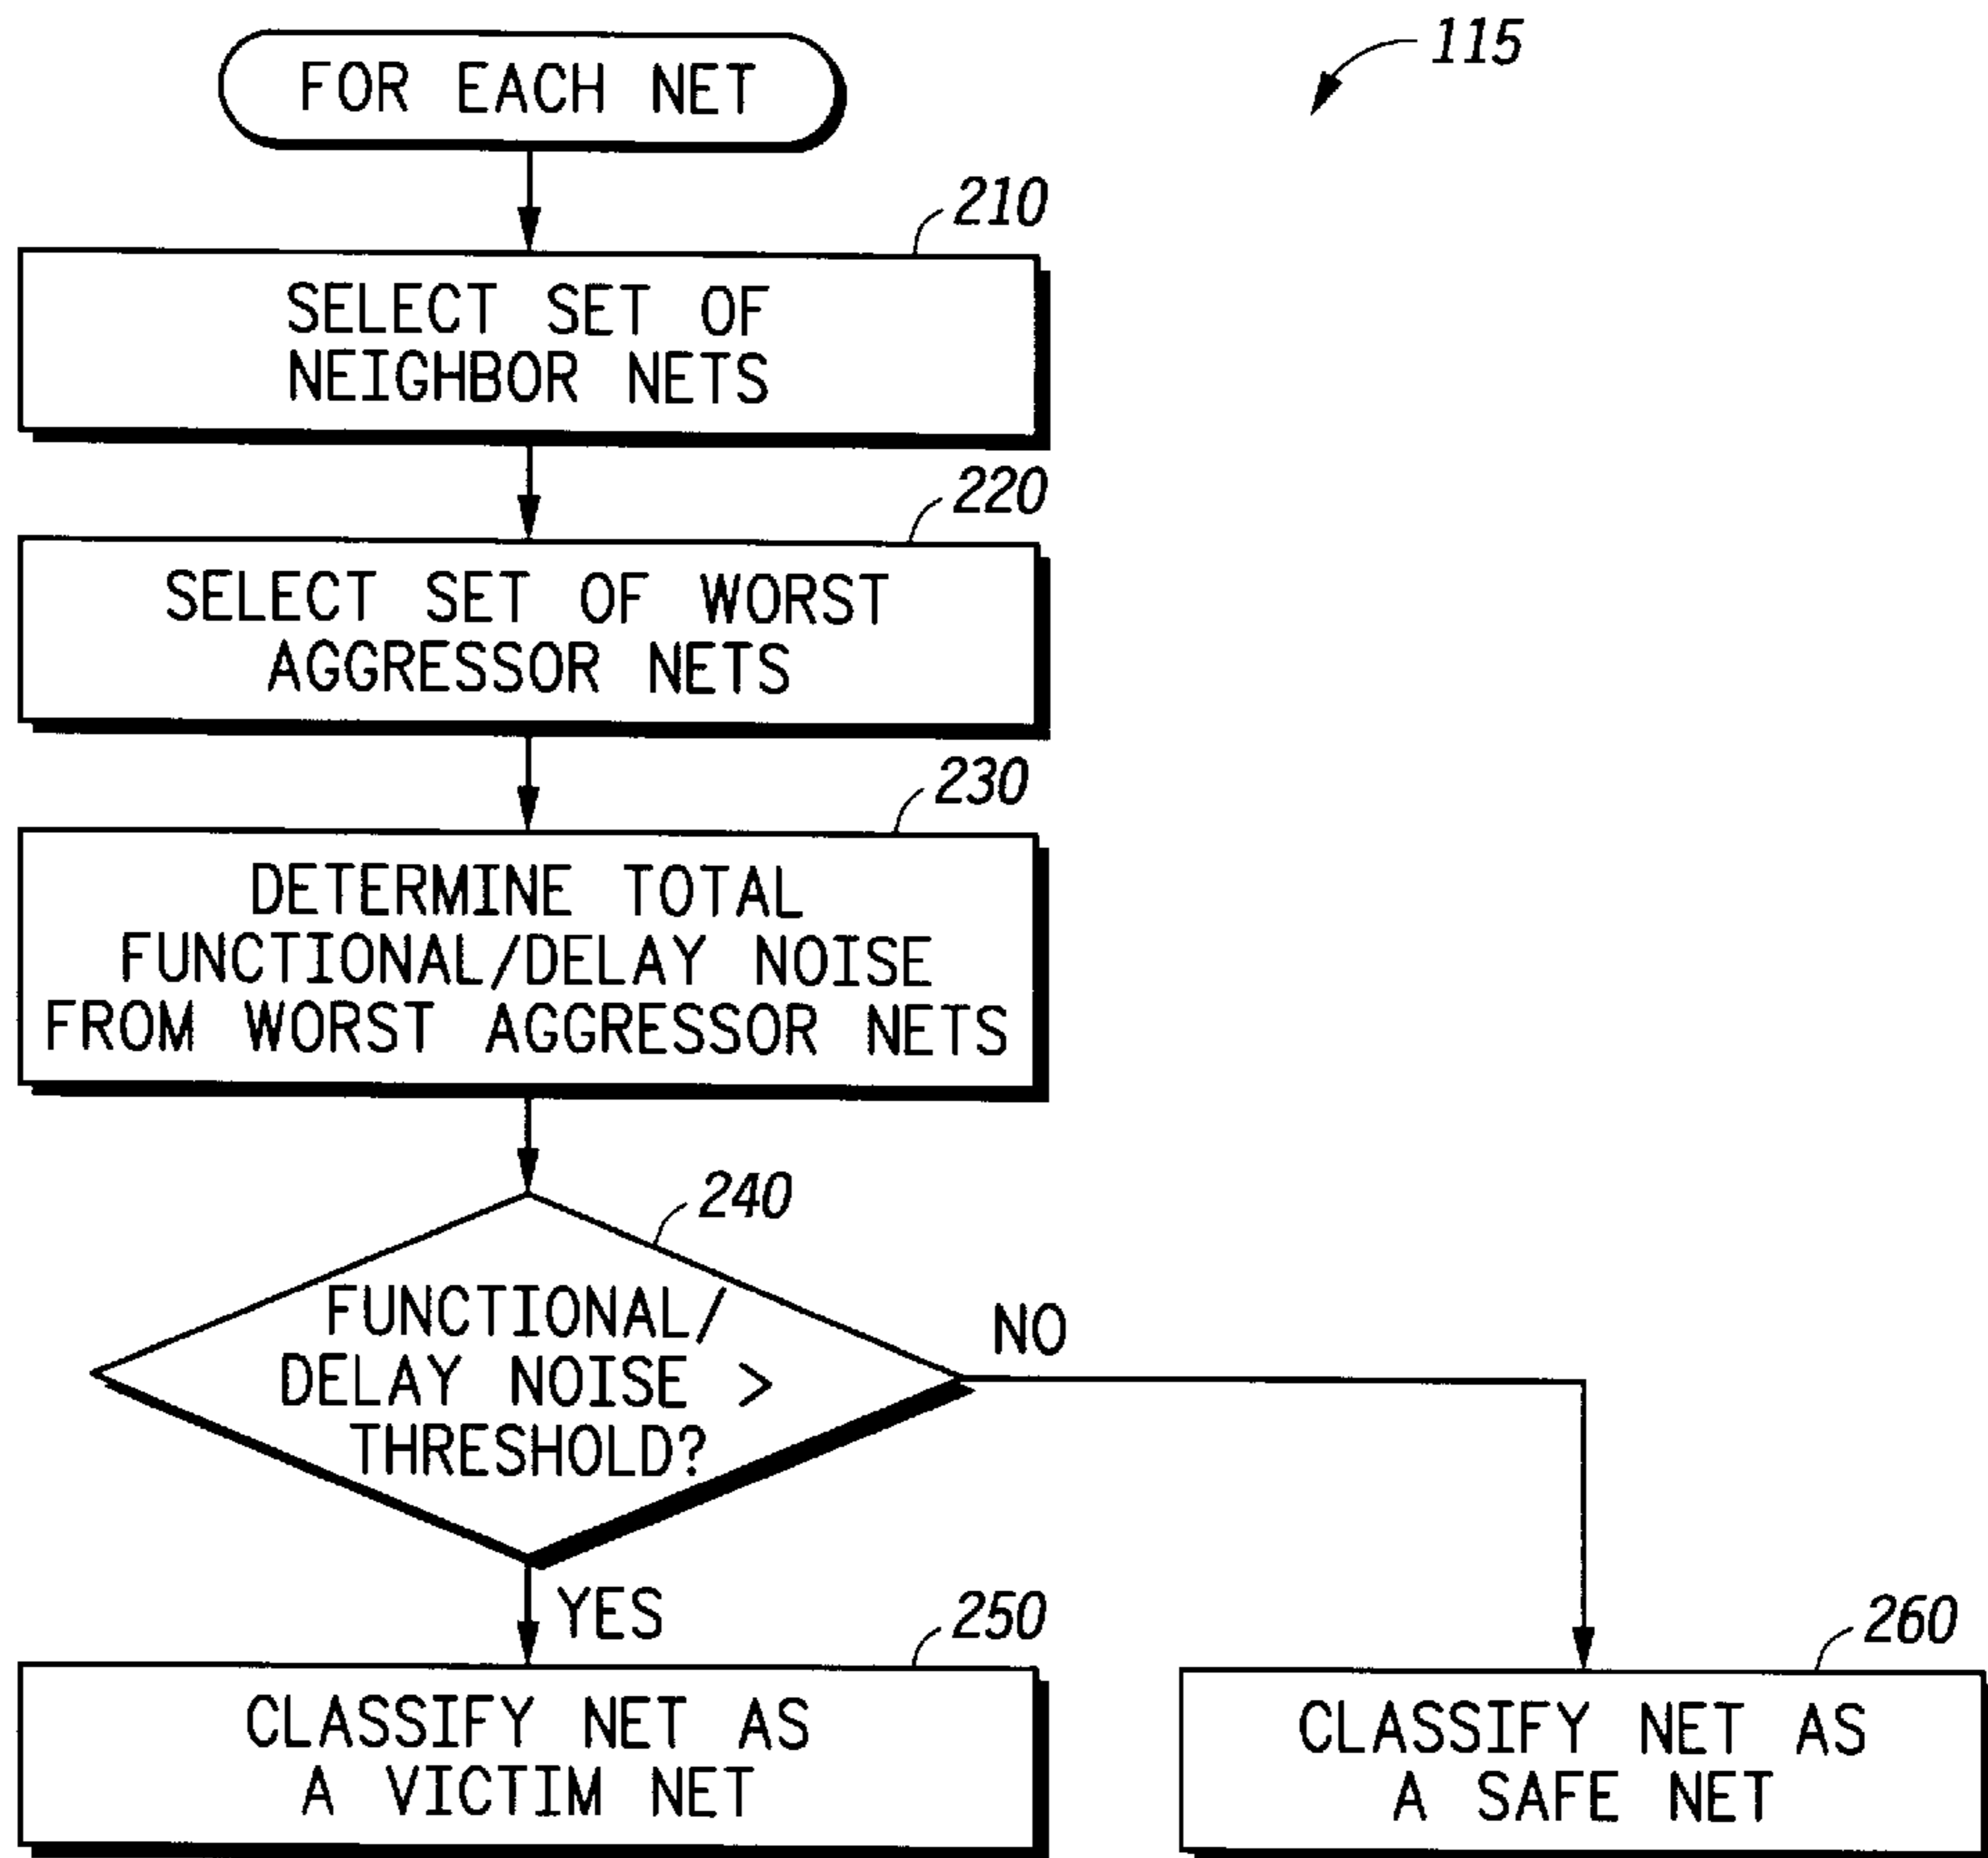 FOR EACH NET
115
210
SELECT SET OF
NEIGHBOR NETS
220
SELECT SET OF WORST
AGGRESSOR NETS
230
DETERMINE TOTAL
FUNCTIONAL/DELAY NOISE
FROM WORST AGGRESSOR NETS
240
FUNCTIONAL/
DELAY NOISE >
THRESHOLD?
NO
YES
250
CLASSIFY NET AS
A VICTIM NET
260
CLASSIFY NET AS
A SAFE NET